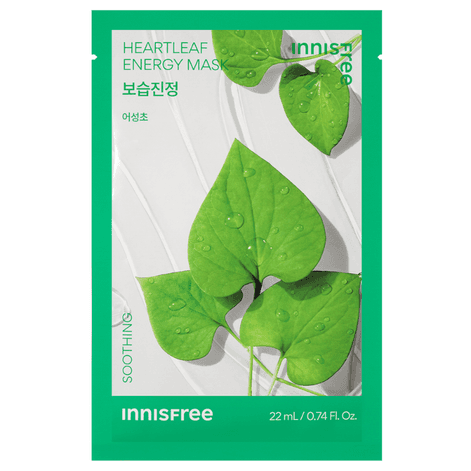 HEARTLEAF
ENERGY MASK
보습진정
어성초
innisfree
SOOTHING
innisfree
22 mL / 0.74 Fl. Oz.